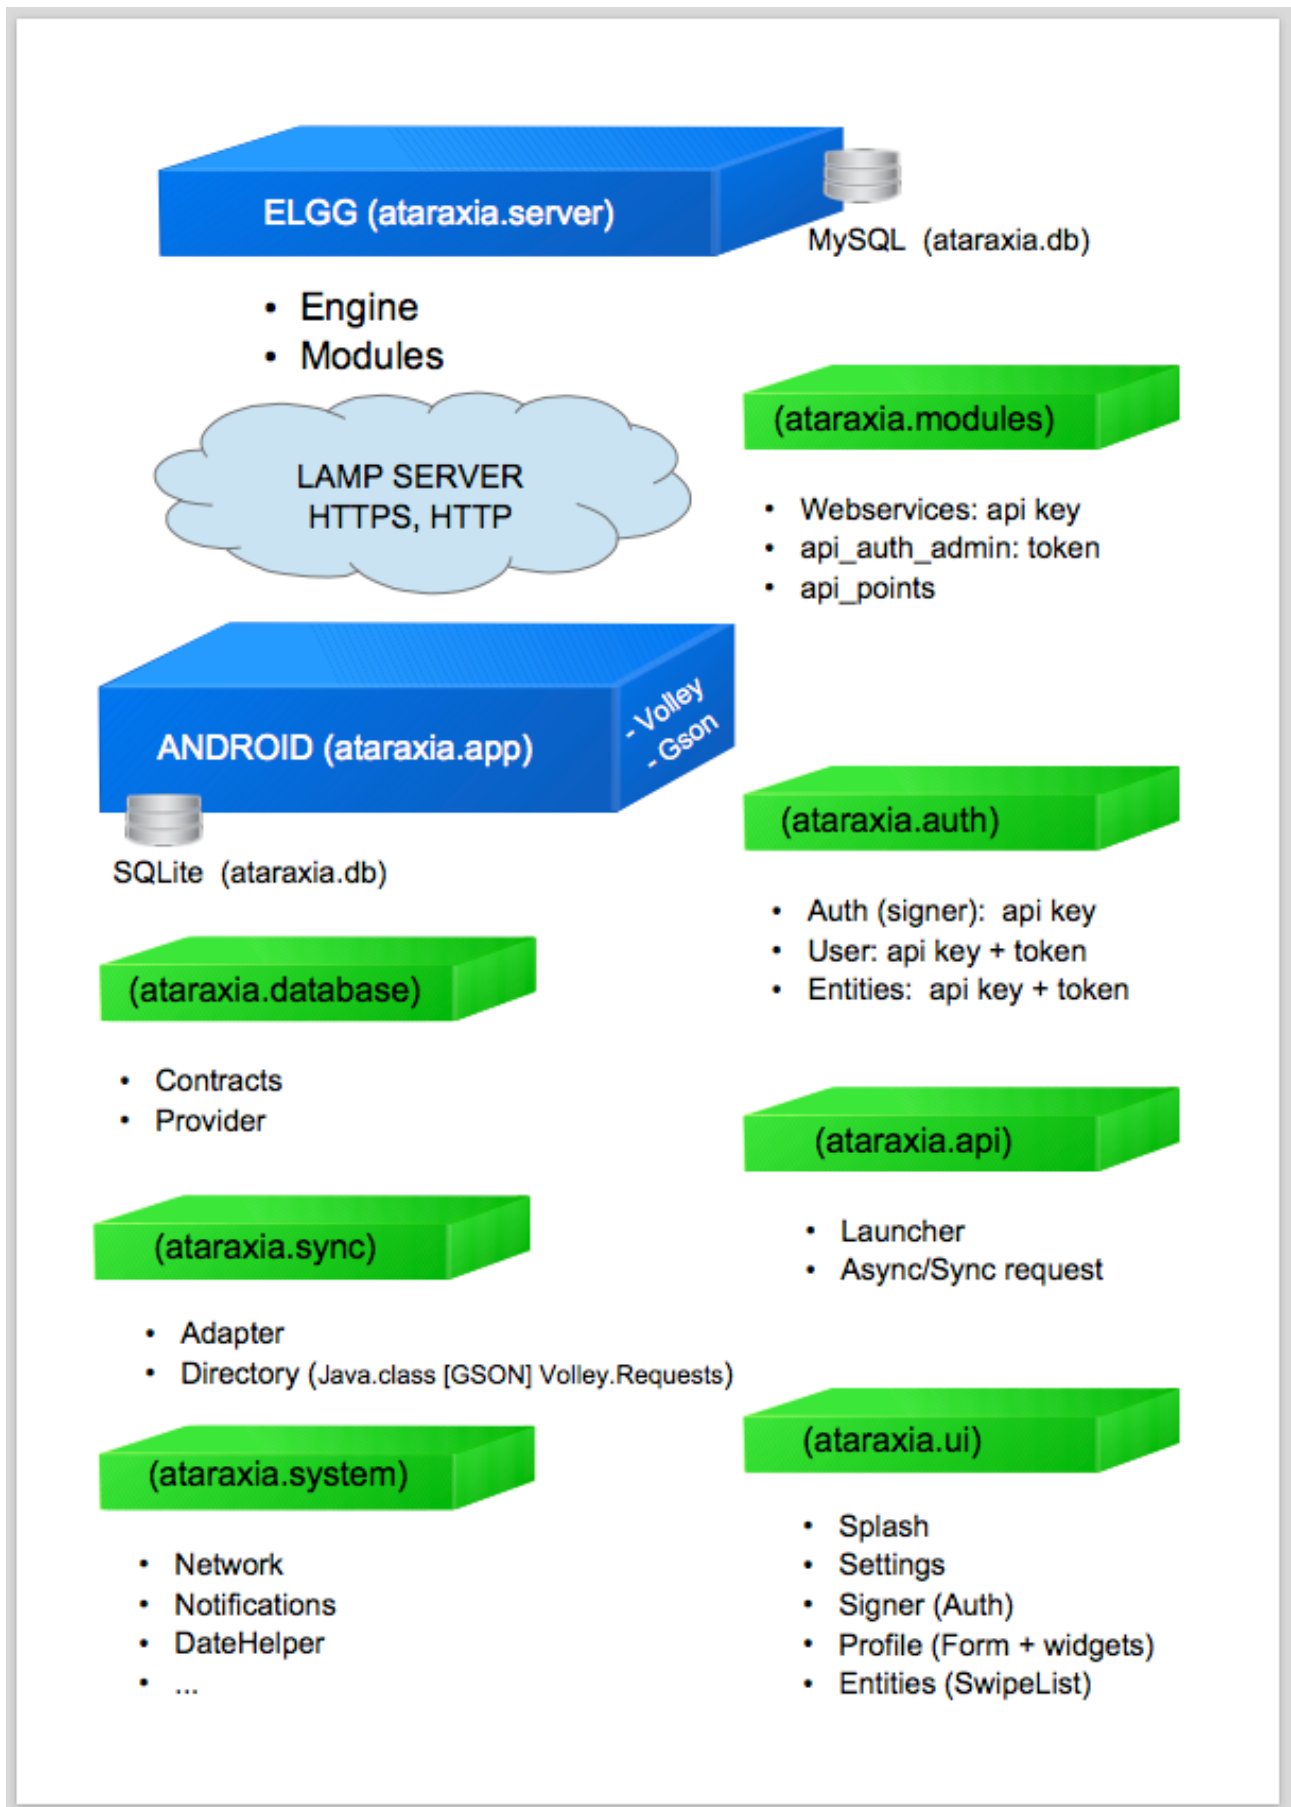 ELGG (ataraxia.server)
MySQL (ataraxia.db)
• Engine
• Modules
LAMP SERVER
HTTPS, HTTP
(ataraxia.modules)
• Webservices: api key
• api_auth_admin: token
• api_points
ANDROID (ataraxia.app)
- Volley
- Gson
SQLite (ataraxia.db)
(ataraxia.auth)
• Auth (signer): api key
• User: api key + token
• Entities: api key + token
(ataraxia.database)
• Contracts
• Provider
(ataraxia.api)
• Launcher
• Async/Sync request
(ataraxia.sync)
• Adapter
• Directory (Java.class [GSON] Volley.Requests)
(ataraxia.ui)
• Splash
• Settings
• Signer (Auth)
• Profile (Form + widgets)
• Entities (SwipeList)
(ataraxia.system)
• Network
• Notifications
• DateHelper
• ...